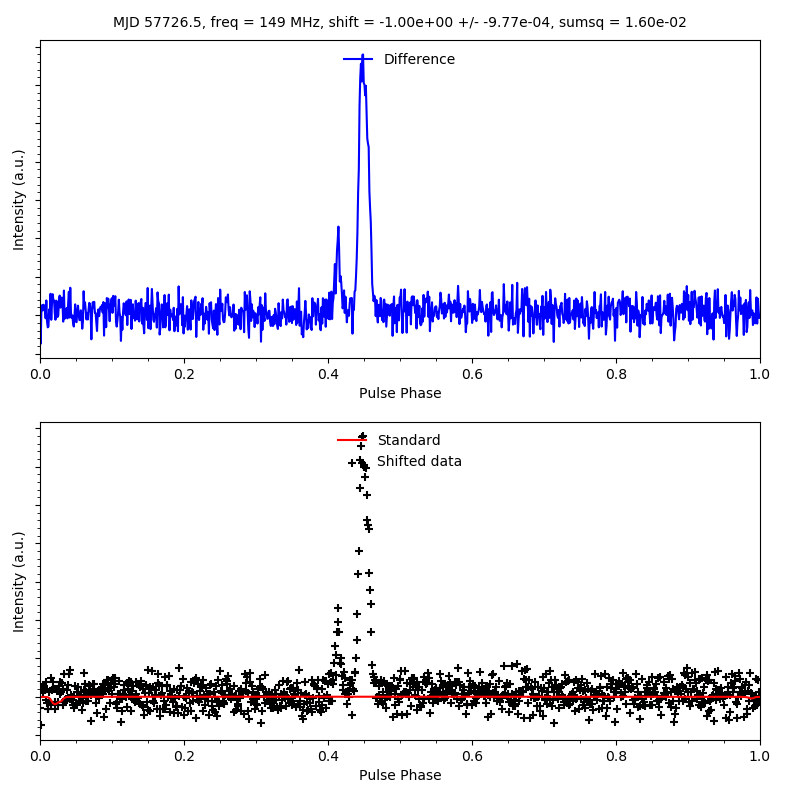 MJD 57726.5, freq = 149 MHz, shift = -1.00e+00 +/- -9.77e-04, sumsq = 1.60e-02
Difference
Intensity (a.u.)
0.0 0.2 0.4 0.6 0.8 1.0
Pulse Phase
Standard
Shifted data
Intensity (a.u.)
0.0 0.2 0.4 0.6 0.8 1.0
Pulse Phase